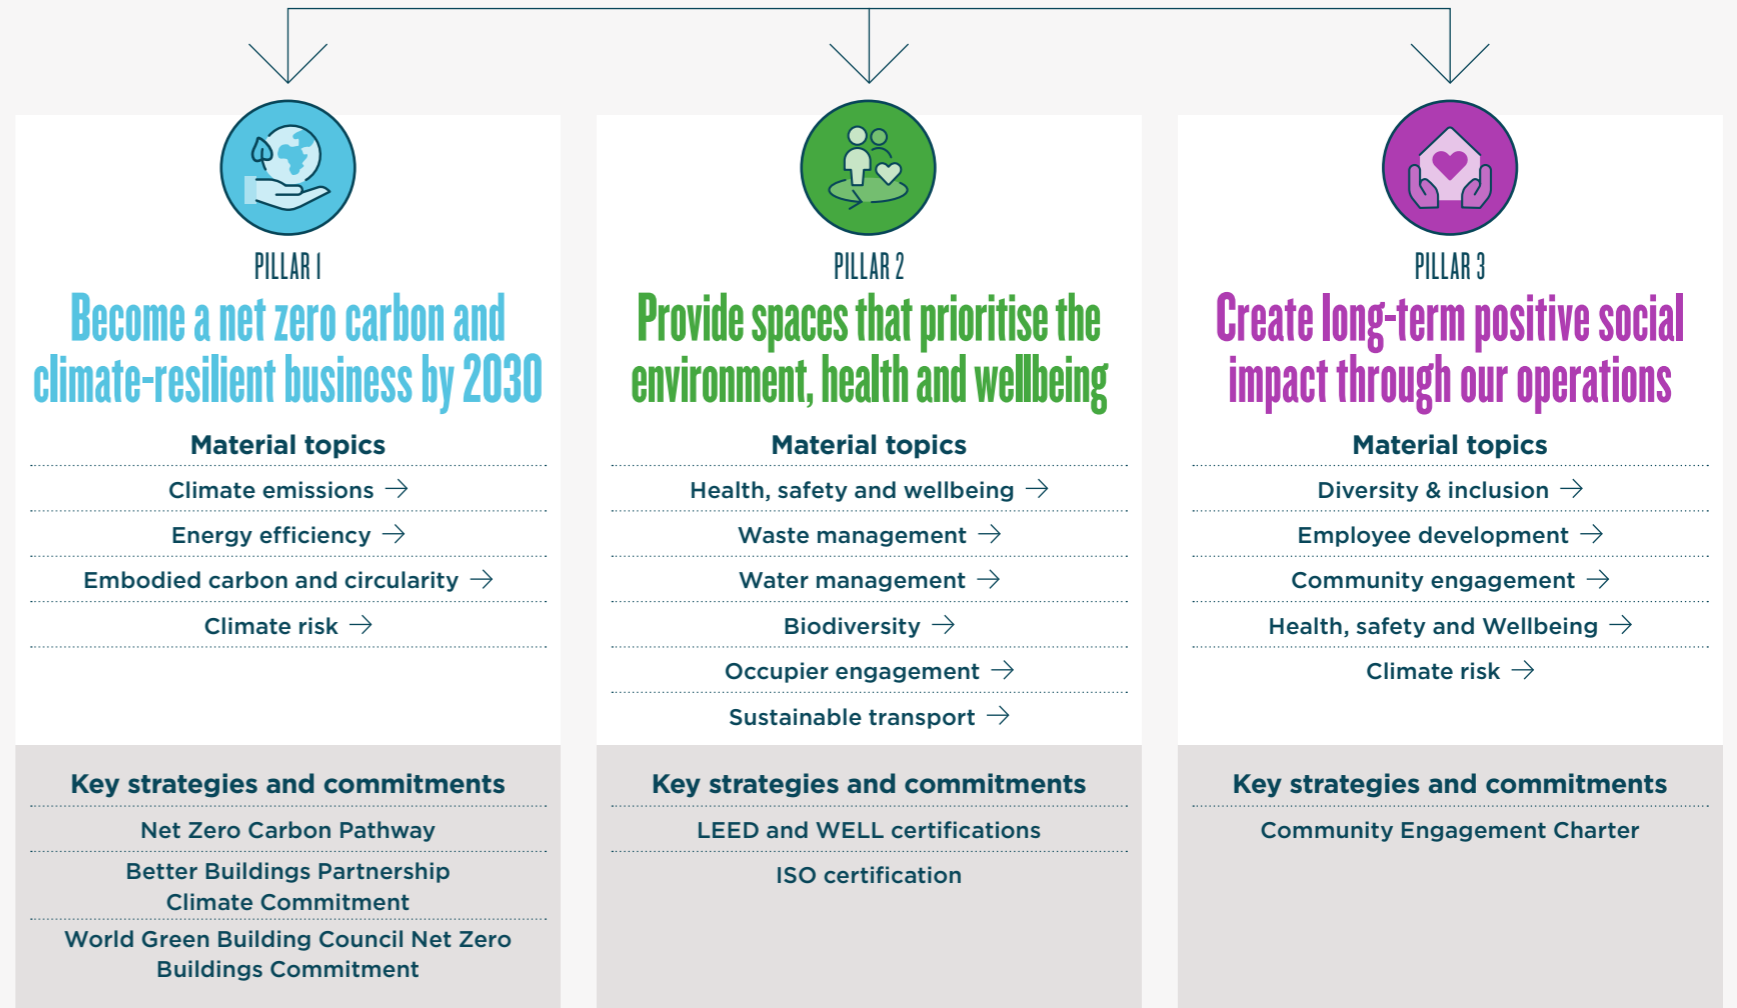 PILLAR 1
Become a net zero carbon and
climate-resilient business by 2030
Material topics
Climate emissions →
Energy efficiency →
Embodied carbon and circularity →
Climate risk →
Key strategies and commitments
Net Zero Carbon Pathway
Better Buildings Partnership
Climate Commitment
World Green Building Council Net Zero
Buildings Commitment
PILLAR 2
Provide spaces that prioritise the
environment, health and wellbeing
Material topics
Health, safety and wellbeing →
Waste management →
Water management →
Biodiversity →
Occupier engagement →
Sustainable transport →
Key strategies and commitments
LEED and WELL certifications
ISO certification
PILLAR 3
Create long-term positive social
impact through our operations
Material topics
Diversity & inclusion →
Employee development →
Community engagement →
Health, safety and Wellbeing →
Climate risk →
Key strategies and commitments
Community Engagement Charter